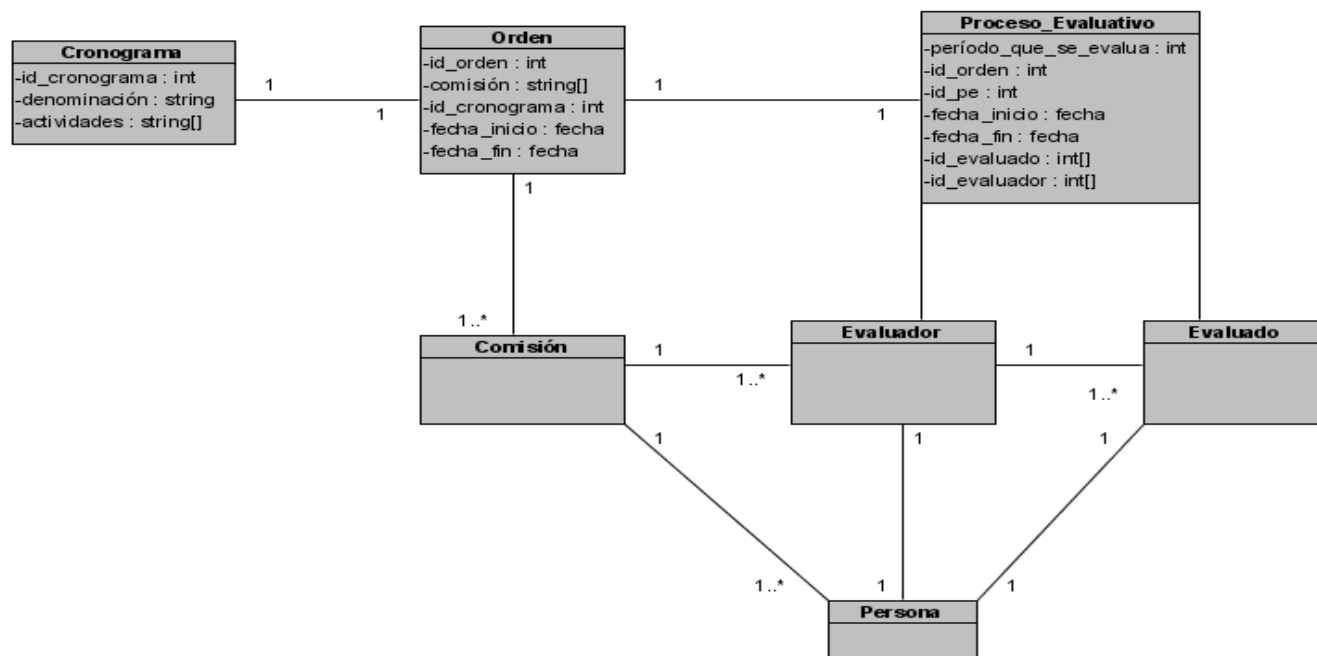 Cronograma
-id_cronograma : int
-denominación : string
-actividades : string[]
1
1
Orden
-id_orden : int
-comisión : string[]
-id_cronograma : int
-fecha_inicio : fecha
-fecha_fin : fecha
1
1
Proceso_Evaluativo
-período_que_se_evalua : int
-id_orden : int
-id_pe : int
-fecha_inicio : fecha
-fecha_fin : fecha
-id_evaluado : int[]
-id_evaluador : int[]
1
1..*
Comisión
1
1..*
Evaluador
1
1..*
Evaluado
1
1
1
1..*
1
1
Persona